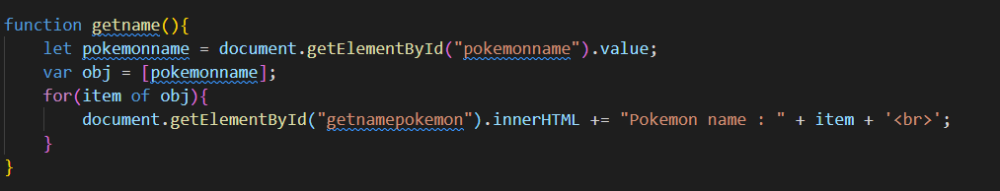 function getname(){
let pokemonname = document.getElementById("pokemonname").value;
var obj = [pokemonname];
for(item of obj){
document.getElementById("getnamepokemon").innerHTML += "Pokemon name : " + item + '<br>';
}
}